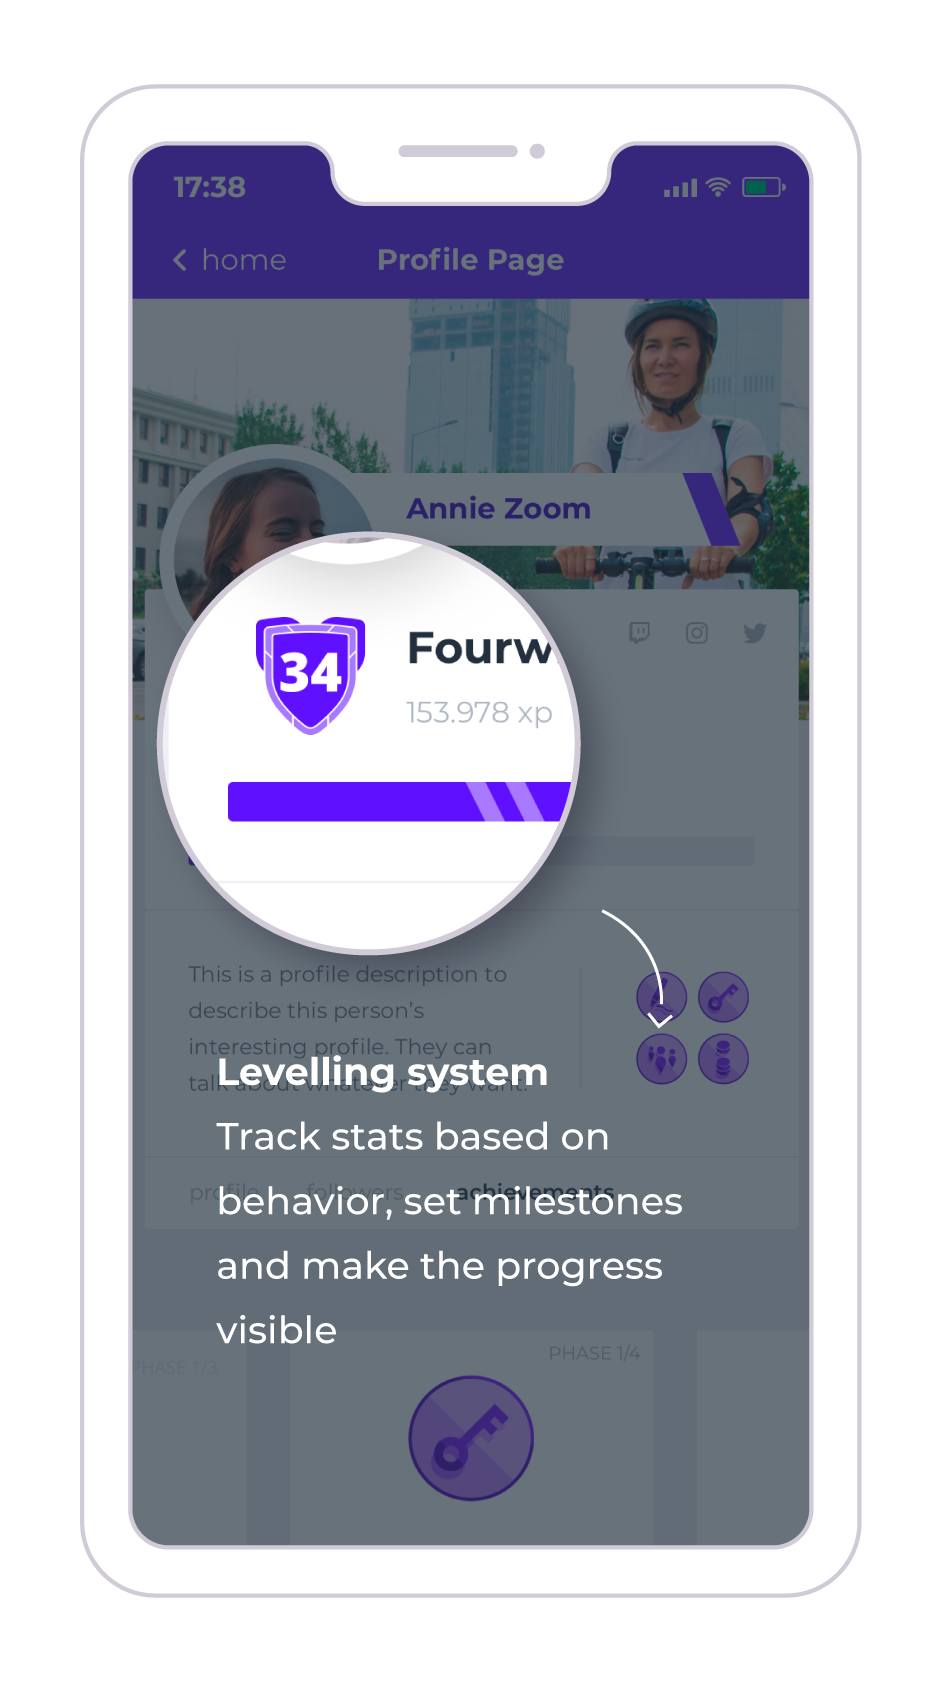 17:38
home
Profile Page
Annie Zoom
34
Fourw
153.978 xp
This is a profile description to
describe this person's
interesting profile. They can
talk about whatever they want.
Levelling system
Track stats based on
behavior, set milestones
and make the progress
visible
profile followers achievements
PHASE 1/3
PHASE 1/4